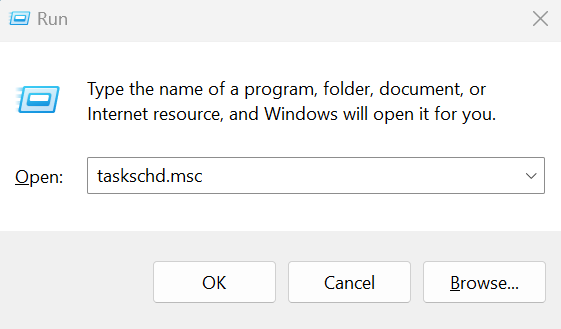 Run
Type the name of a program, folder, document, or
Internet resource, and Windows will open it for you.
Open: taskschd.msc
OK Cancel Browse...